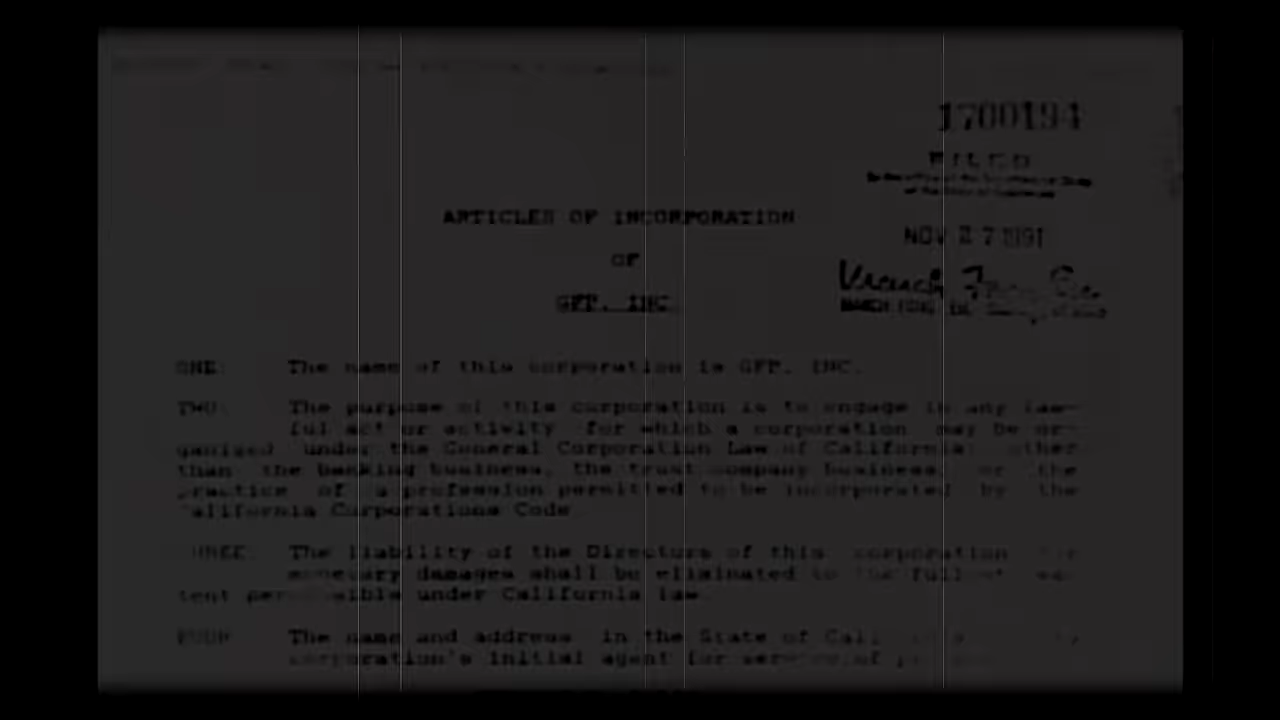 1700194
FILED
NOV 27 1991
ARTICLES OF INCORPORATION
OF
GFP, INC.
ONE: The name of this corporation is GFP, INC.
TWO: The purpose of this corporation is to engage in any law-
ful act or activity for which a corporation may be or-
ganized under the General Corporation Law of California other
than the banking business, the trust company business or the
practice of a profession permitted to be incorporated by the
California Corporations Code.
THREE: The liability of the Directors of this corporation for
monetary damages shall be eliminated to the fullest ex-
tent permissible under California law.
FOUR The name and address in the State of
corporation's initial agent for service of